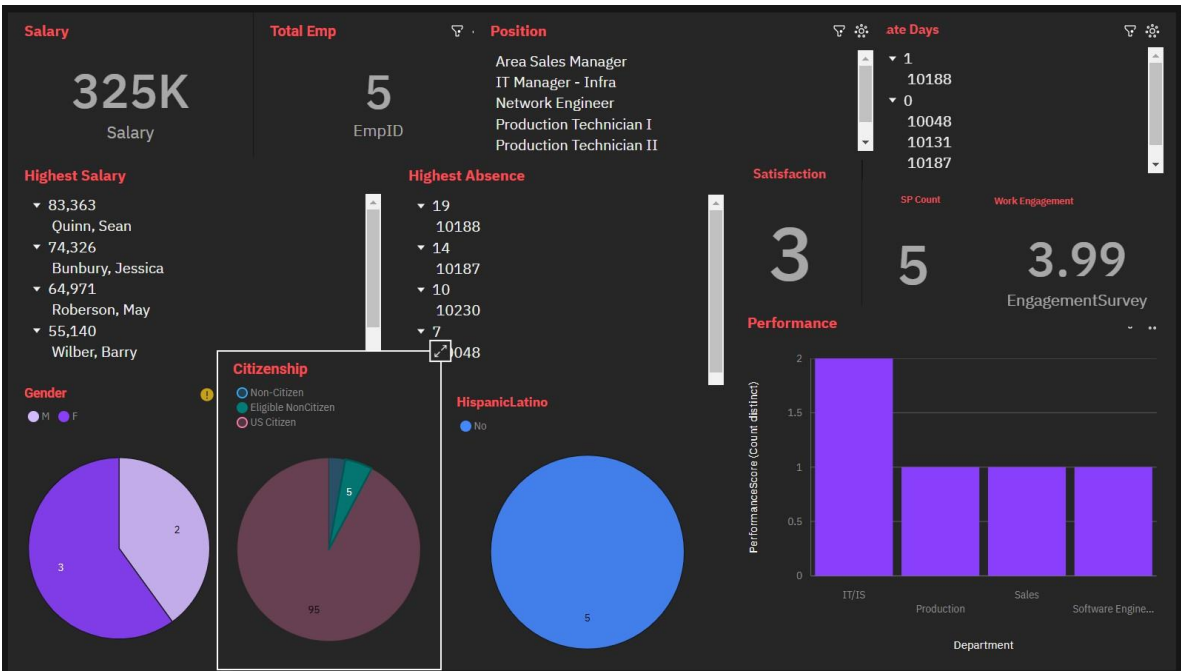 Salary
325K
Salary
Total Emp
5
EmpID
Position
Area Sales Manager
IT Manager - Infra
Network Engineer
Production Technician I
Production Technician II
ate Days
1
10188
0
10048
10131
10187
Highest Salary
83,363
Quinn, Sean
74,326
Bunbury, Jessica
64,971
Roberson, May
55,140
Wilber, Barry
Highest Absence
19
10188
14
10187
10
10230
7
0048
Satisfaction
3
SP Count
5
Work Engagement
3.99
EngagementSurvey
Gender
M
F
2
3
Citizenship
Non-Citizen
Eligible NonCitizen
US Citizen
5
95
HispanicLatino
No
5
Performance
PerformanceScore (Count distinct)
2
1.5
1
0.5
0
IT/IS
Production
Sales
Software Engine...
Department